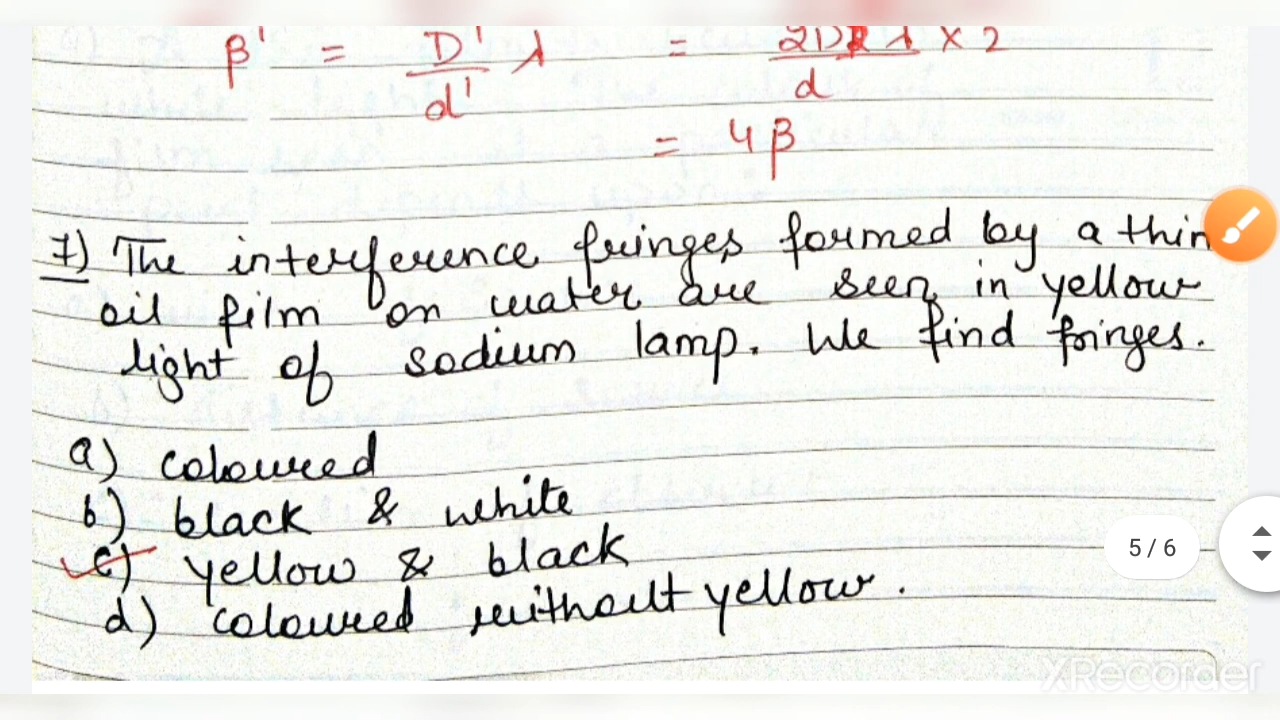 β' = D'/d' λ = 2Dλ/d × 2
= 4β
7) The interference fringes formed by a thin
oil film on water are seen in yellow
light of sodium lamp. We find fringes.
a) coloured
b) black & white
c) yellow & black
d) coloured without yellow.
5 / 6
XRecorder